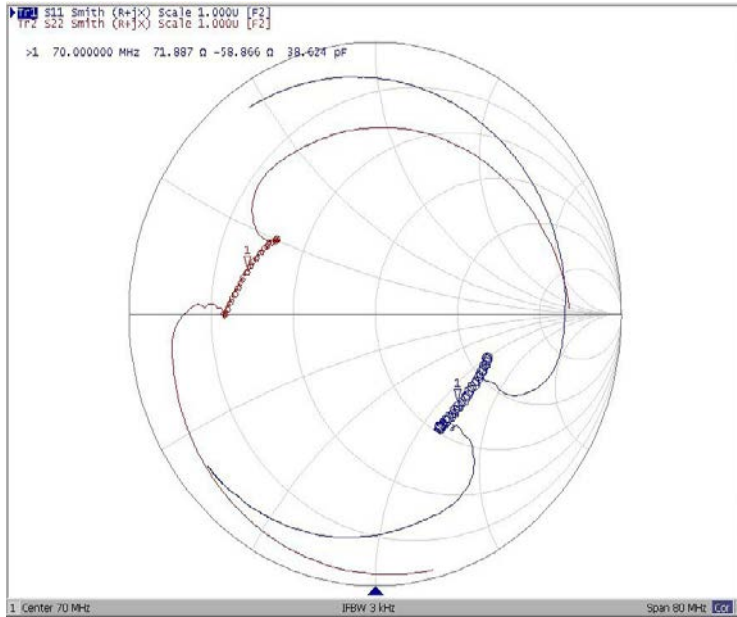 Tr1 S11 Smith (R+jX) Scale 1.000U [F2]
Tr2 S22 Smith (R+jX) Scale 1.000U [F2]
>1 70.000000 MHz 71.887 Ω -58.866 Ω 38.624 pF
1
1
1 Center 70 MHz IFBW 3 kHz Span 80 MHz Cor